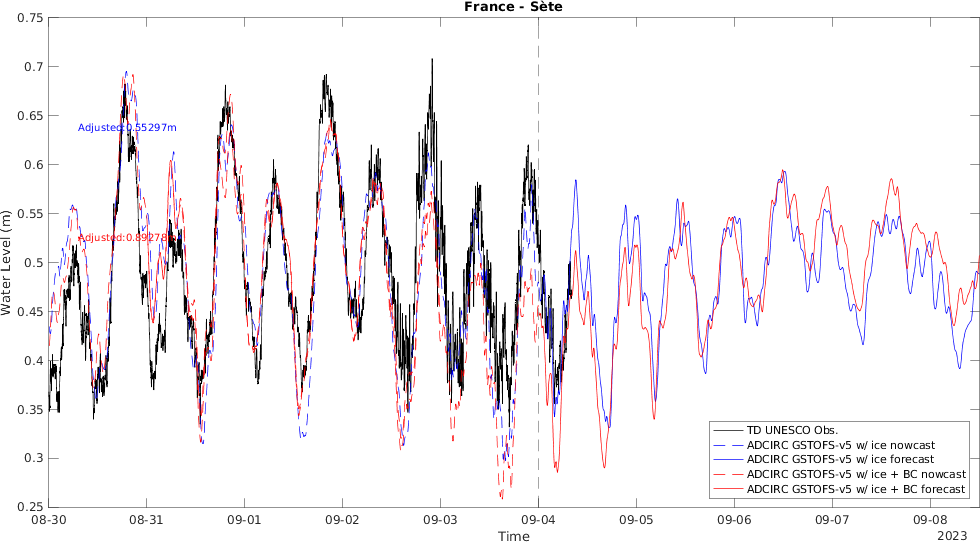 France - Sète
0.75
0.7
0.65
0.6
0.55
0.5
0.45
0.4
0.35
0.3
0.25
Water Level (m)
Adjusted:0.55297m
TD UNESCO Obs.
ADCIRC GSTOFS-v5 w/ ice nowcast
ADCIRC GSTOFS-v5 w/ ice forecast
ADCIRC GSTOFS-v5 w/ ice + BC nowcast
ADCIRC GSTOFS-v5 w/ ice + BC forecast
08-30 08-31 09-01 09-02 09-03 09-04 09-05 09-06 09-07 09-08
Time
2023